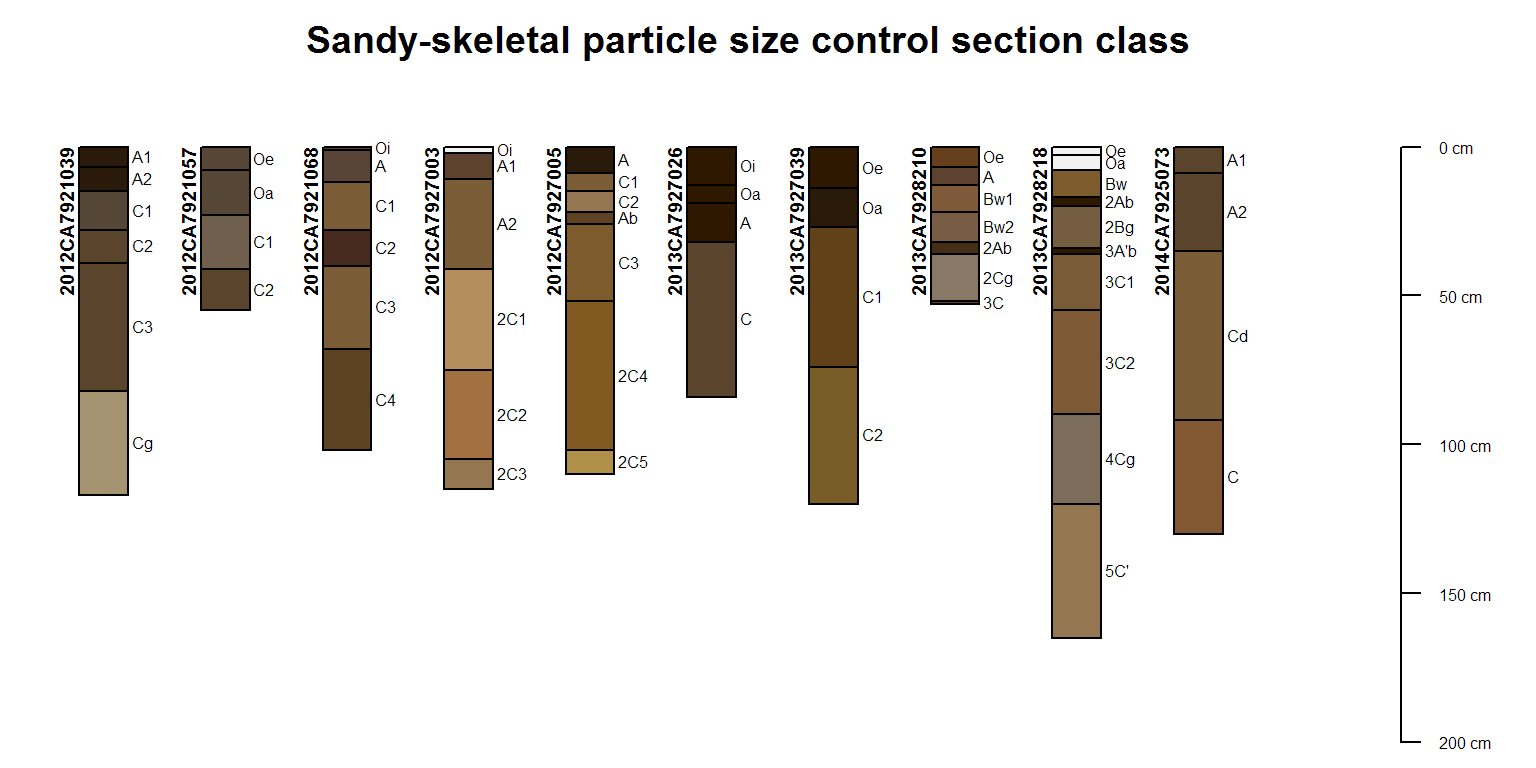 Sandy-skeletal particle size control section class
2012CA7921039
A1
A2
C1
C2
C3
Cg
2012CA7921057
Oe
Oa
C1
C2
2012CA7921068
Oi
A
C1
C2
C3
C4
2012CA7927003
Oi
A1
A2
2C1
2C2
2C3
2012CA7927005
A
C1
C2
Ab
C3
2C4
2C5
2013CA7927026
Oi
Oa
A
C
2013CA7927039
Oe
Oa
C1
C2
2013CA7928210
Oe
A
Bw1
Bw2
2Ab
2Cg
3C
2013CA7928218
Oe
Oa
Bw
2Ab
2Bg
3A'b
3C1
3C2
4Cg
5C'
2014CA7925073
A1
A2
Cd
C
0 cm
50 cm
100 cm
150 cm
200 cm